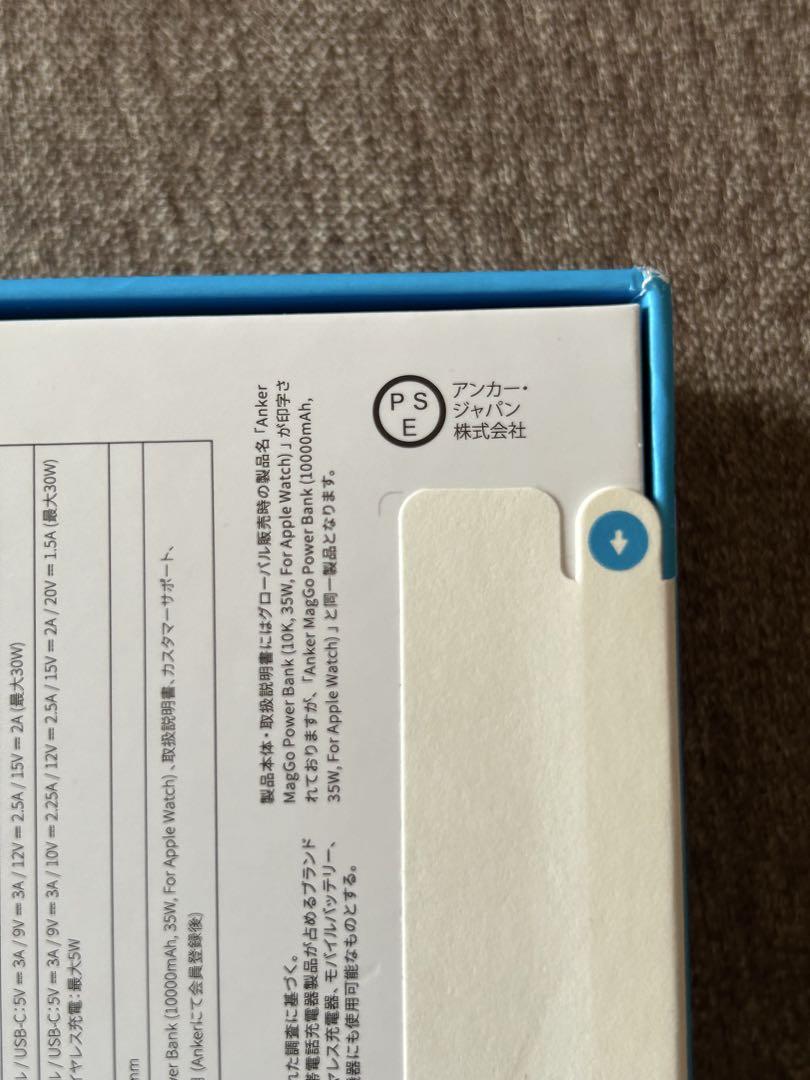 PS
E
アンカー・
ジャパン
株式会社
製品本体・取扱説明書にはグローバル販売時の製品名「Anker
MagGo Power Bank (10K, 35W, For Apple Watch)」が印字さ
れておりますが、「Anker MagGo Power Bank (10000mAh,
35W, For Apple Watch)」と同一製品となります。
/ USB-C:5V⎓3A / 9V⎓3A / 12V⎓2.5A / 15V⎓2A (最大30W)
/ USB-C:5V⎓3A / 9V⎓3A / 10V⎓2.25A / 12V⎓2.5A / 15V⎓2A / 20V⎓1.5A (最大30W)
イヤレス充電:最大5W
mm
er Bank (10000mAh, 35W, For Apple Watch)、取扱説明書、カスタマーサポート、
(Ankerにて会員登録後)
れた調査に基づく。
帯電話充電器製品が占めるブランド
ヤレス充電器、モバイルバッテリー、
機器にも使用可能なものとする。